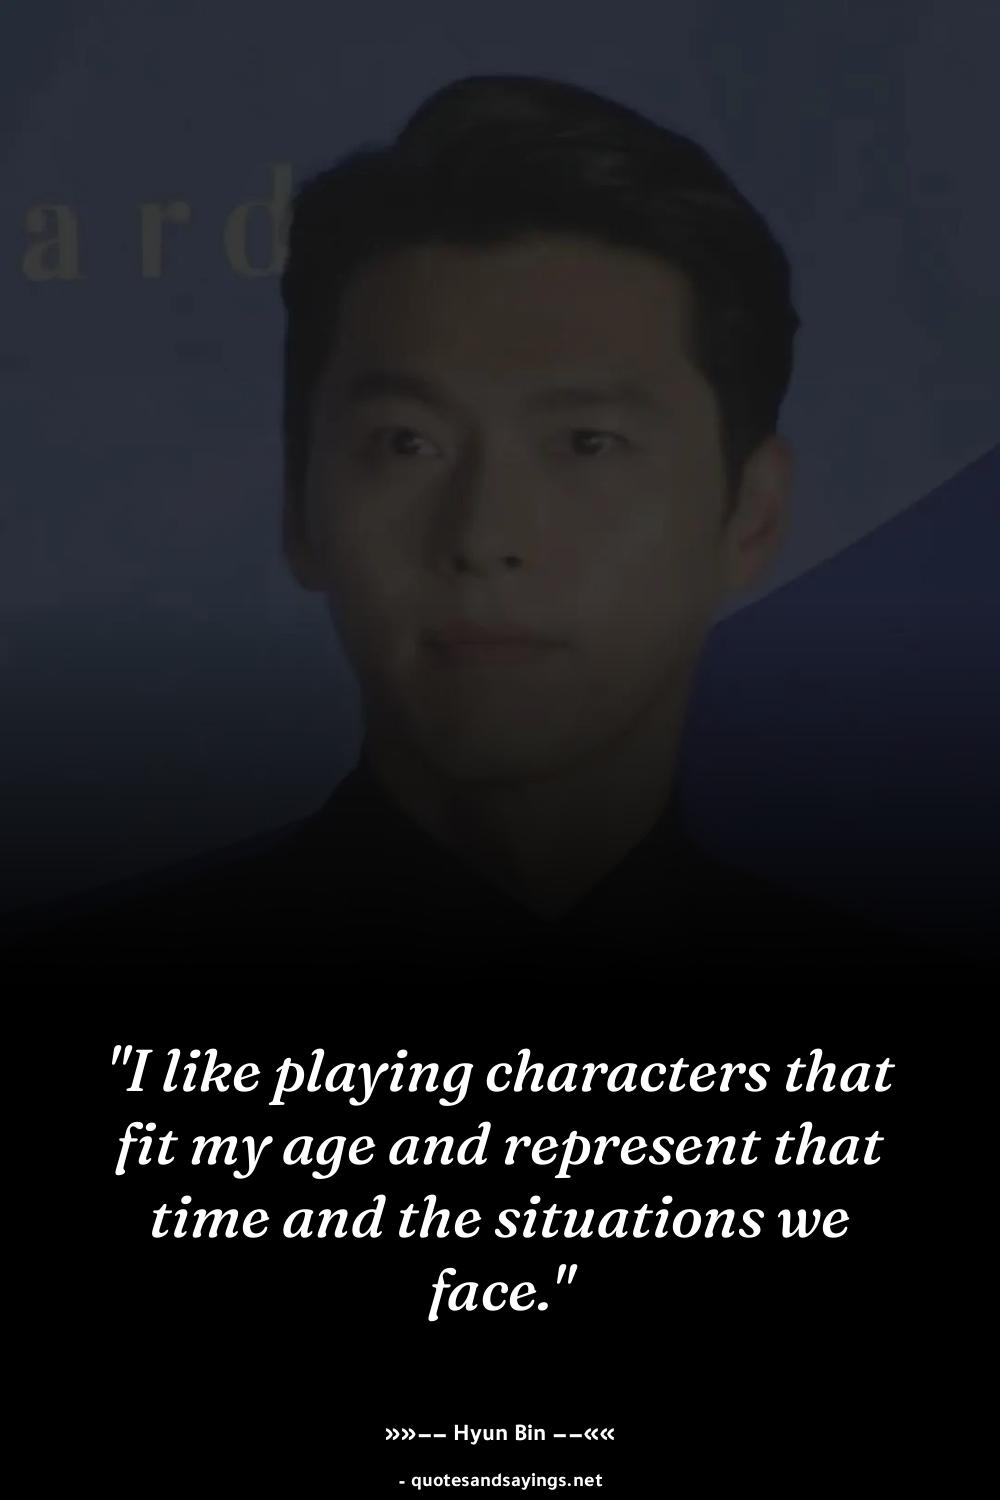 ard
"I like playing characters that
fit my age and represent that
time and the situations we
face."
»»−− Hyun Bin −−««
- quotesandsayings.net